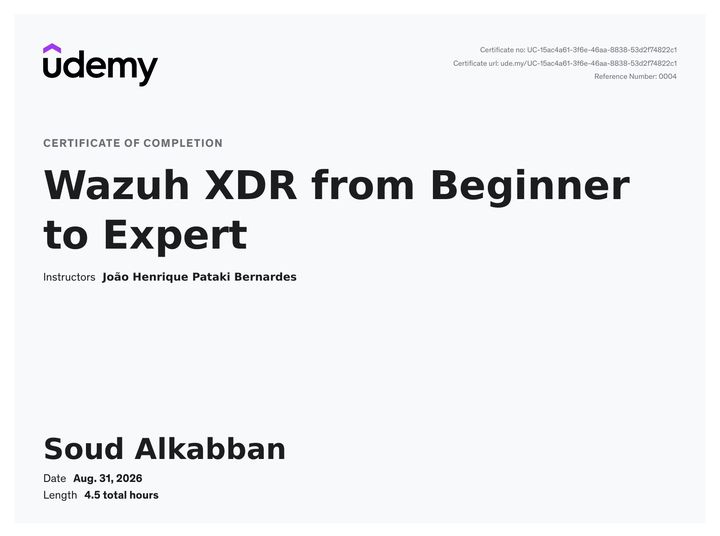 udemy
Certificate no: UC-15ac4a61-3f6e-46aa-8838-53d2f74822c1
Certificate url: ude.my/UC-15ac4a61-3f6e-46aa-8838-53d2f74822c1
Reference Number: 0004
CERTIFICATE OF COMPLETION
Wazuh XDR from Beginner
to Expert
Instructors João Henrique Pataki Bernardes
Soud Alkabban
Date Aug. 31, 2026
Length 4.5 total hours